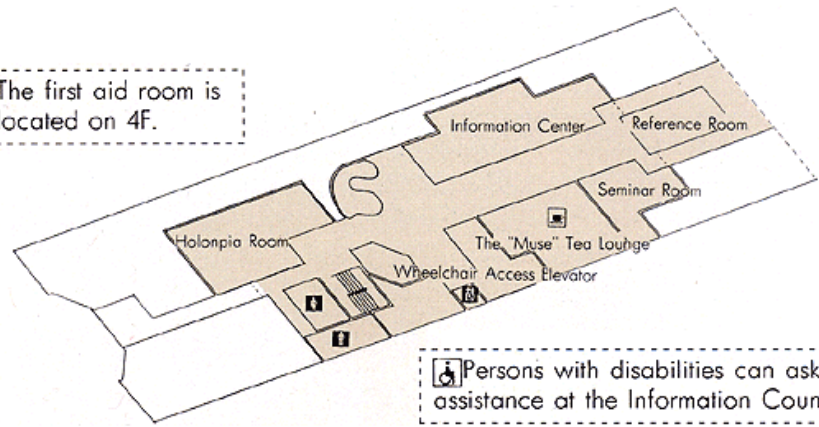 The first aid room is
located on 4F.
Information Center
Reference Room
Seminar Room
Holonpia Room
The "Muse" Tea Lounge
Wheelchair Access Elevator
Persons with disabilities can ask
assistance at the Information Coun